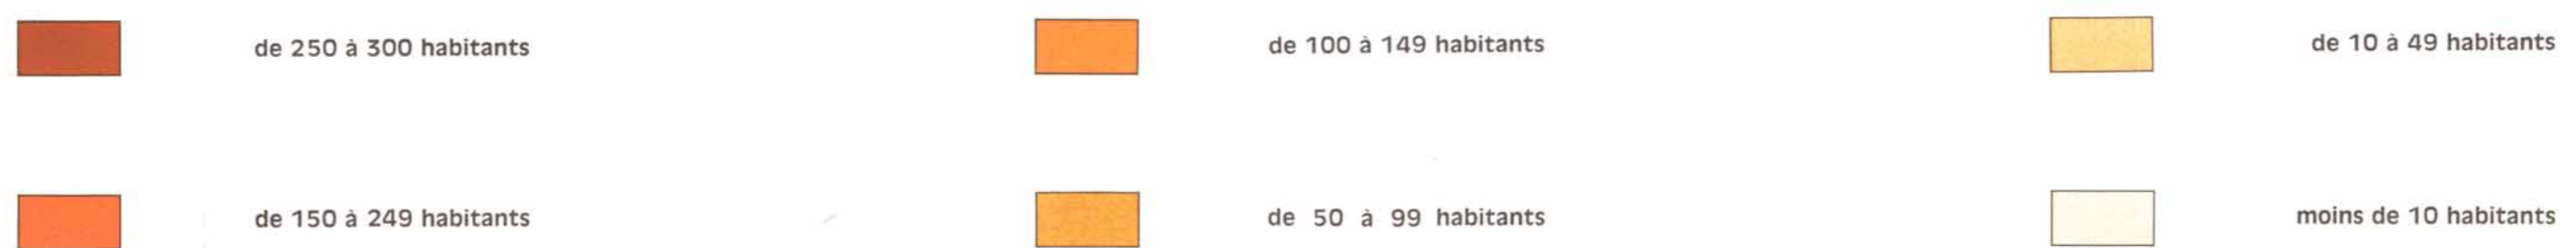 de 250 à 300 habitants
de 150 à 249 habitants
de 100 à 149 habitants
de 50 à 99 habitants
de 10 à 49 habitants
moins de 10 habitants